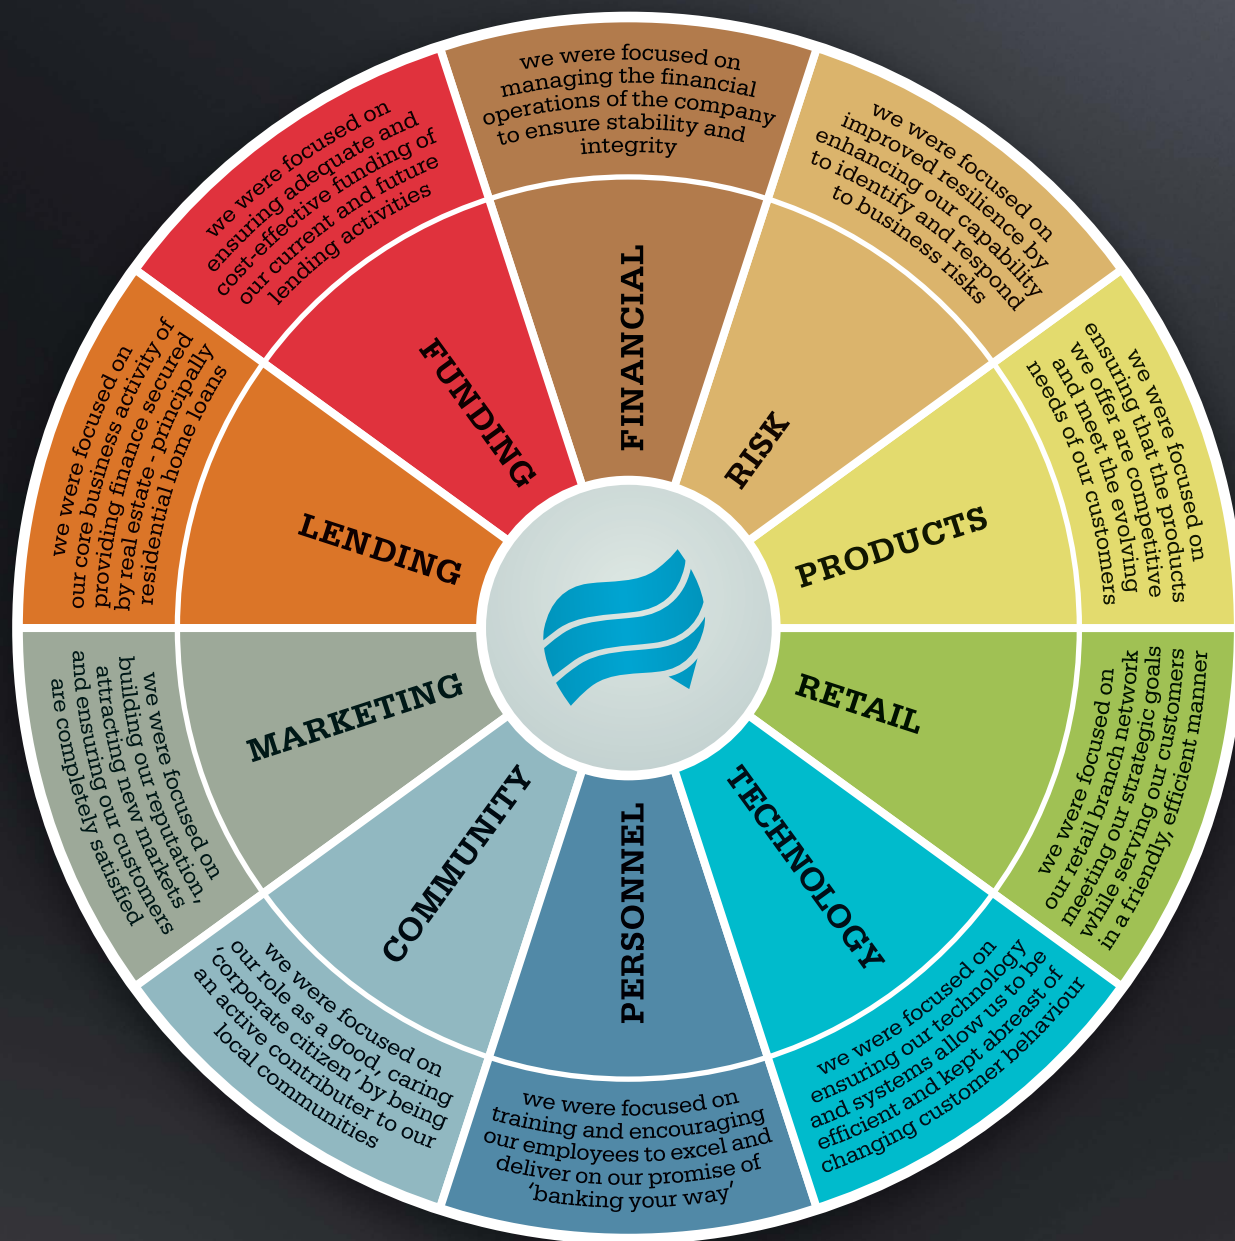 we were focused on
managing the financial
operations of the company
to ensure stability and
integrity
FINANCIAL
we were focused on
improved resilience by
enhancing our capability
to identify and respond
to business risks
RISK
we were focused on
ensuring that the products
we offer are competitive
and meet the evolving
needs of our customers
PRODUCTS
we were focused on
our retail branch network
meeting our strategic goals
while serving our customers
in a friendly, efficient manner
RETAIL
we were focused on
ensuring our technology
and systems allow us to be
efficient and kept abreast of
changing customer behaviour
TECHNOLOGY
we were focused on
training and encouraging
our employees to excel and
deliver on our promise of
'banking your way'
PERSONNEL
we were focused on
our role as a good, caring
'corporate citizen' by being
an active contributer to our
local communities
COMMUNITY
we were focused on
building our reputation,
attracting new markets
and ensuring our customers
are completely satisfied
MARKETING
we were focused on
our core business activity of
providing finance secured
by real estate - principally
residential home loans
LENDING
we were focused on
ensuring adequate and
cost-effective funding of
our current and future
lending activities
FUNDING